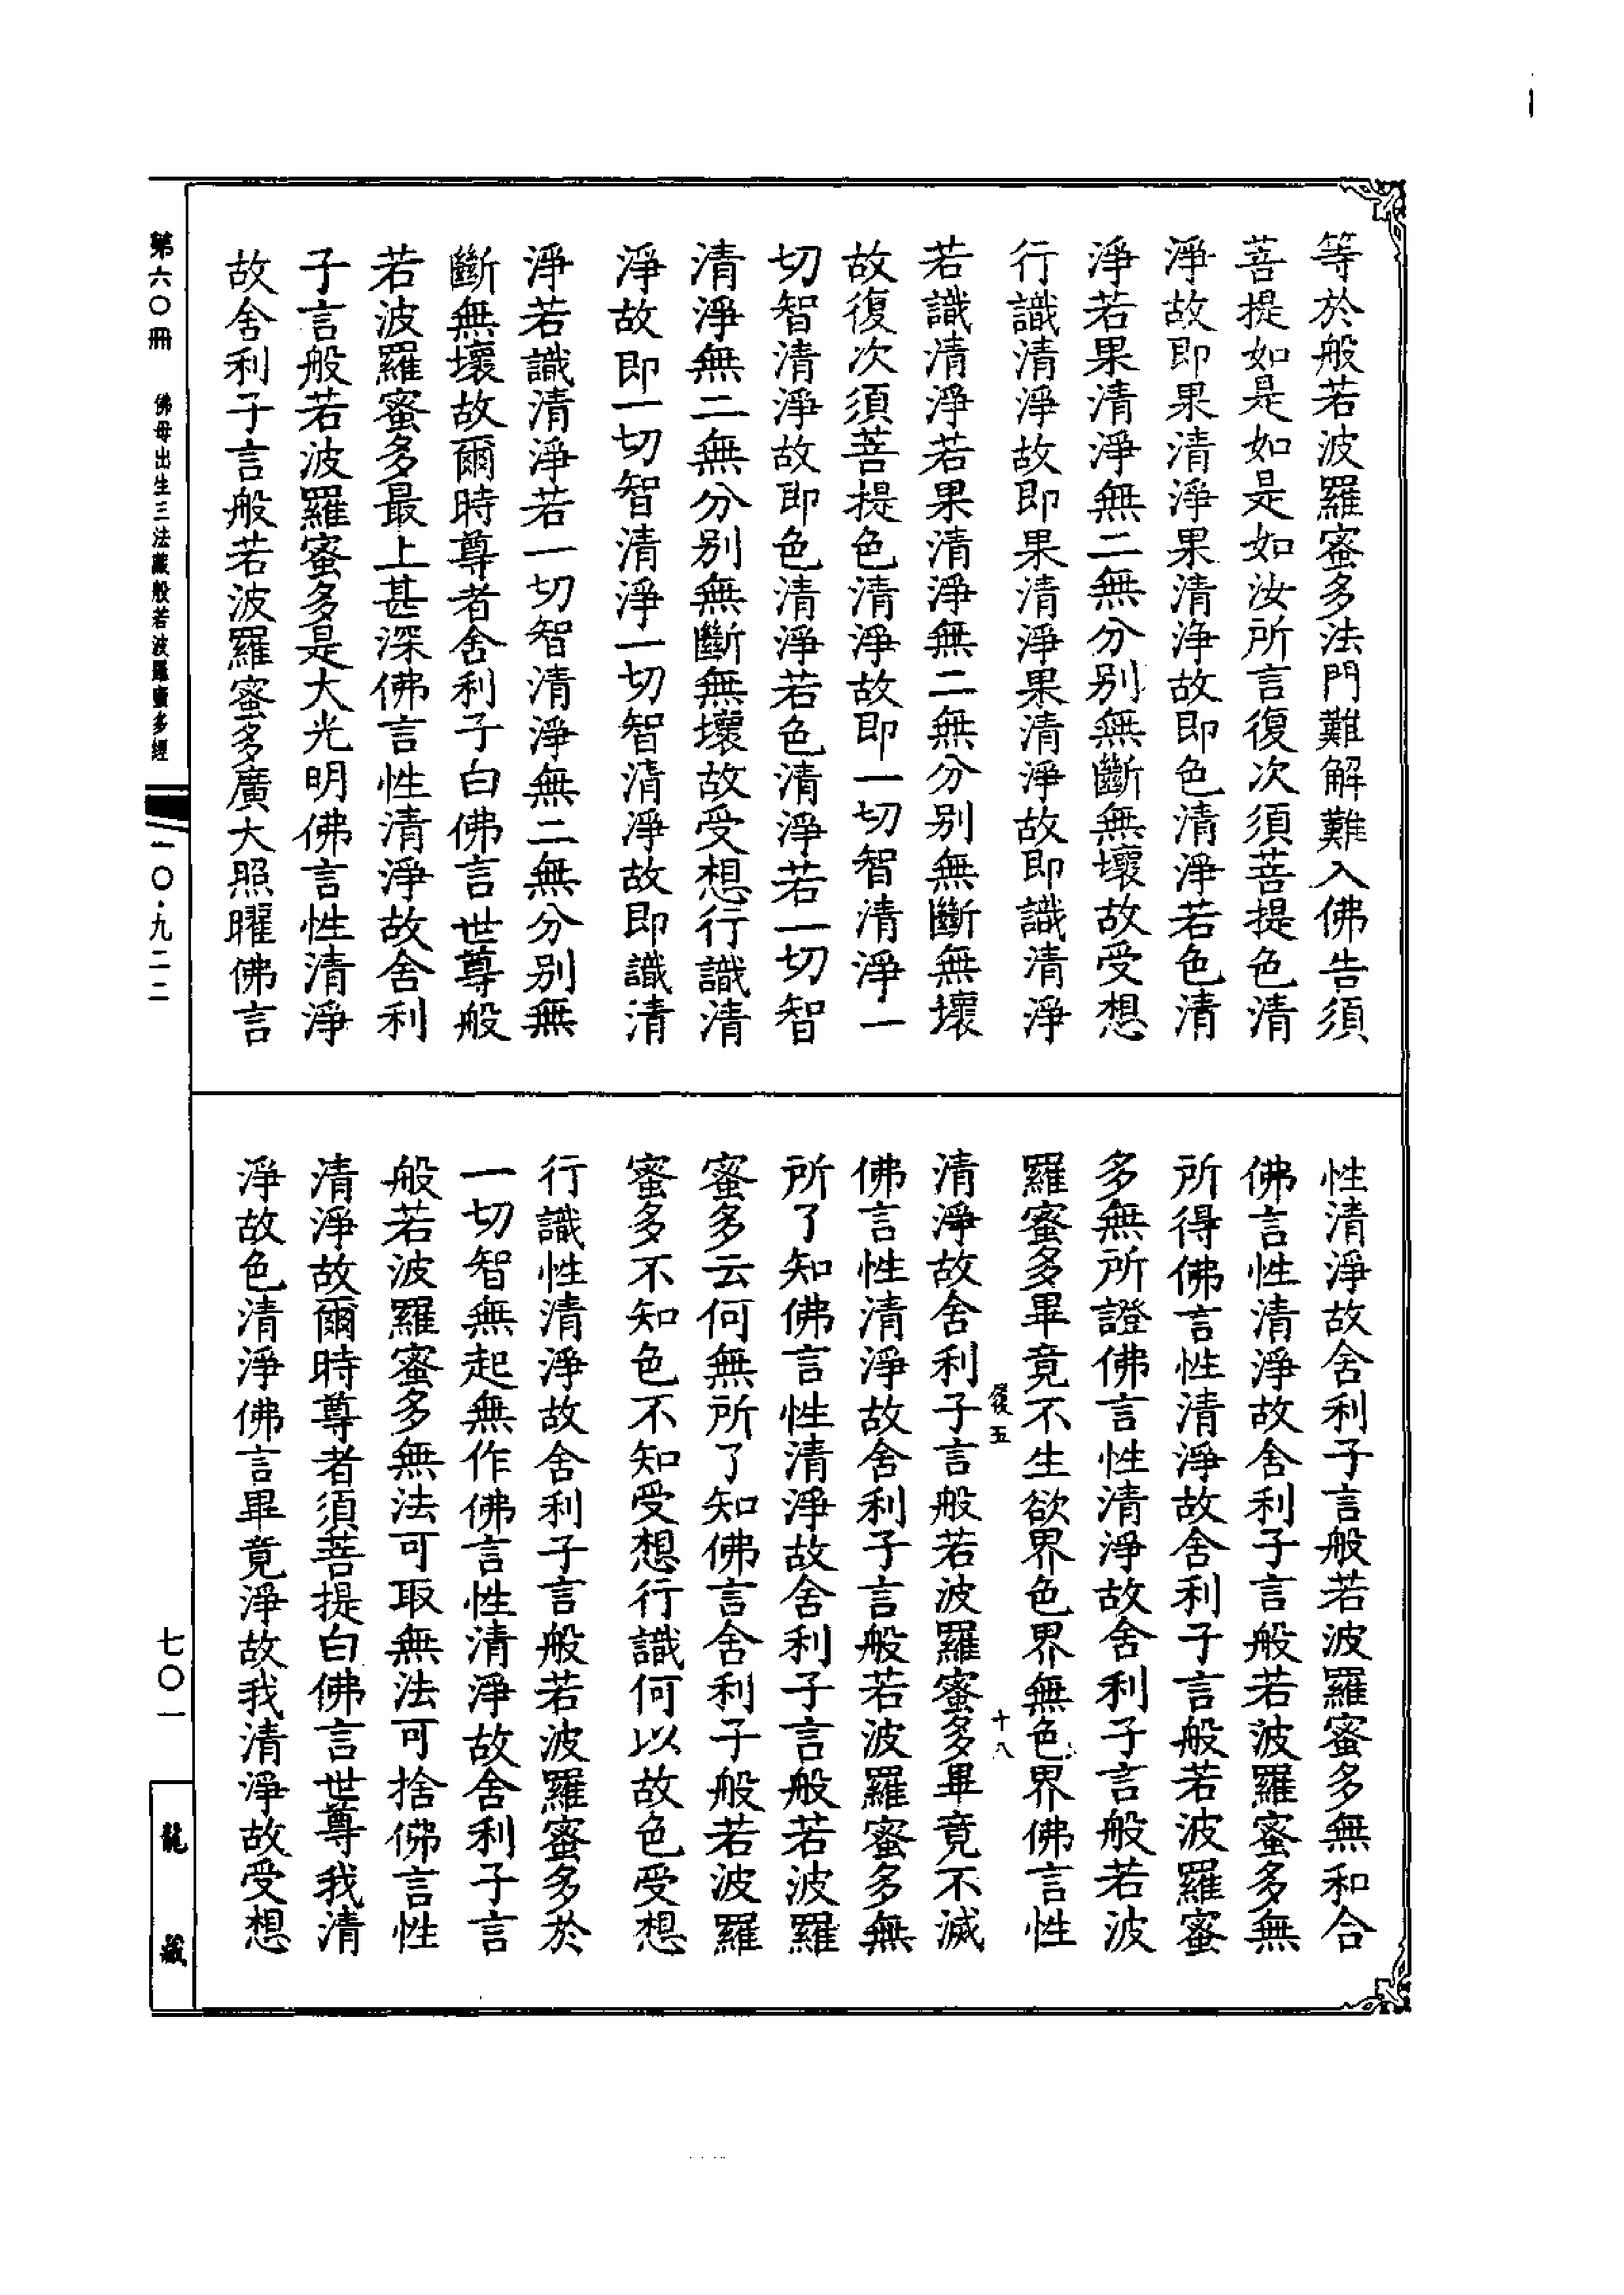 等於般若波羅蜜多法門難解難入佛告須
菩提如是如是如汝所言復次須菩提色清
淨故即果清淨果清淨故即色清淨若色清
淨若果清淨無二無分別無斷無壞故受想
行識清淨故即果清淨果清淨故即識清淨
若識清淨若果清淨無二無分別無斷無壞
故復次須菩提色清淨故即一切智清淨一
切智清淨故即色清淨若色清淨若一切智
清淨無二無分別無斷無壞故受想行識清
淨故即一切智清淨一切智清淨故即識清
淨若識清淨若一切智清淨無二無分別無
斷無壞故爾時尊者舍利子白佛言世尊般
若波羅蜜多最上甚深佛言性清淨故舍利
子言般若波羅蜜多是大光明佛言性清淨
故舍利子言般若波羅蜜多廣大照曜佛言
性清淨故舍利子言般若波羅蜜多無和合
佛言性清淨故舍利子言般若波羅蜜多無
所得佛言性清淨故舍利子言般若波羅蜜
多無所證佛言性清淨故舍利子言般若波
羅蜜多畢竟不生欲界色界無色界佛言性
復五 十八
清淨故舍利子言般若波羅蜜多畢竟不滅
佛言性清淨故舍利子言般若波羅蜜多無
所了知佛言性清淨故舍利子言般若波羅
蜜多云何無所了知佛言舍利子般若波羅
蜜多不知色不知受想行識何以故色受想
行識性清淨故舍利子言般若波羅蜜多於
一切智無起無作佛言性清淨故舍利子言
般若波羅蜜多無法可取無法可捨佛言性
清淨故爾時尊者須菩提白佛言世尊我清
淨故色清淨佛言畢竟淨故我清淨故受想
第六〇冊 佛母出生三法藏般若波羅蜜多經 一〇·九二二
七〇一
龍藏